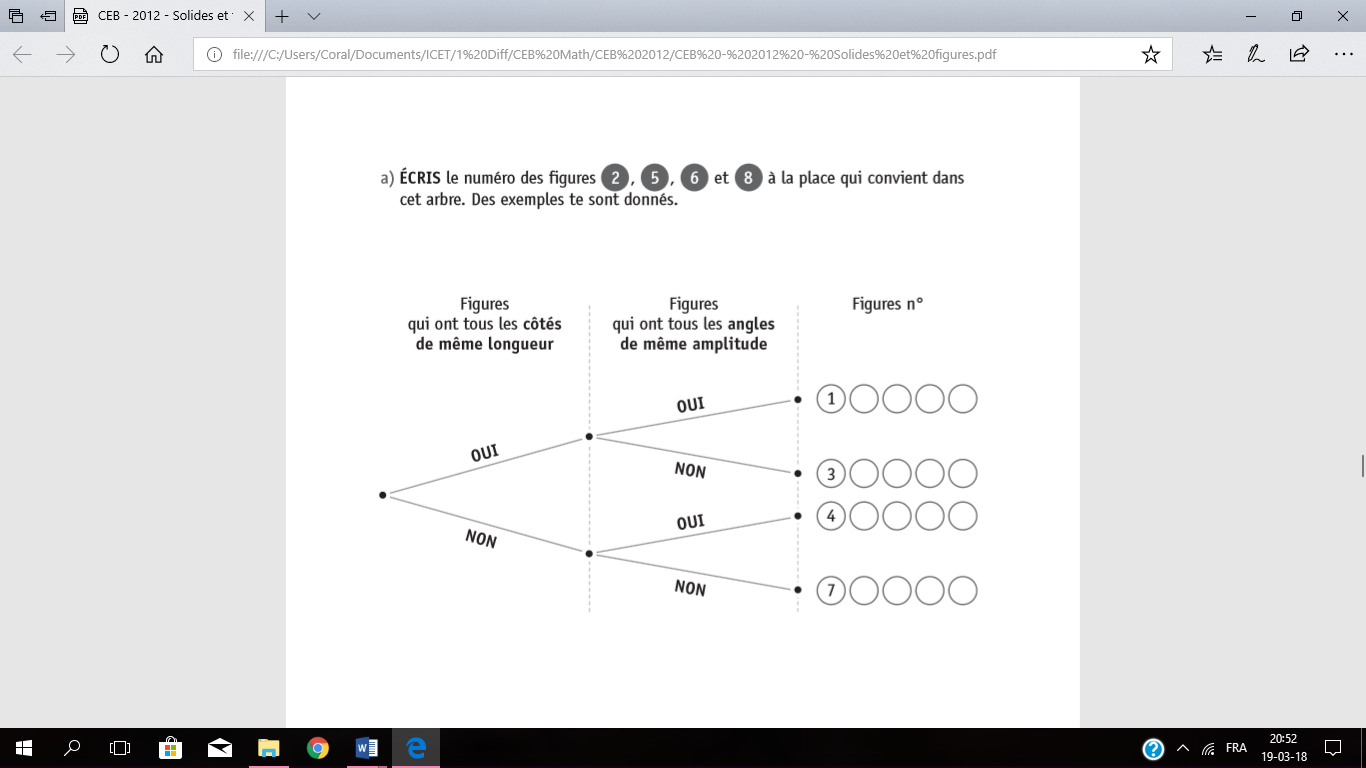 CEB - 2012 - Solides et
file:///C:/Users/Coral/Documents/ICET/1%20Diff/CEB%20Math/CEB%202012/CEB%20-%202012%20-%20Solides%20et%20figures.pdf
a) ÉCRIS le numéro des figures 2, 5, 6 et 8 à la place qui convient dans
cet arbre. Des exemples te sont donnés.
Figures
qui ont tous les côtés
de même longueur
Figures
qui ont tous les angles
de même amplitude
Figures n°
OUI
NON
OUI
NON
OUI
NON
1
3
4
7
FRA
20:52
19-03-18